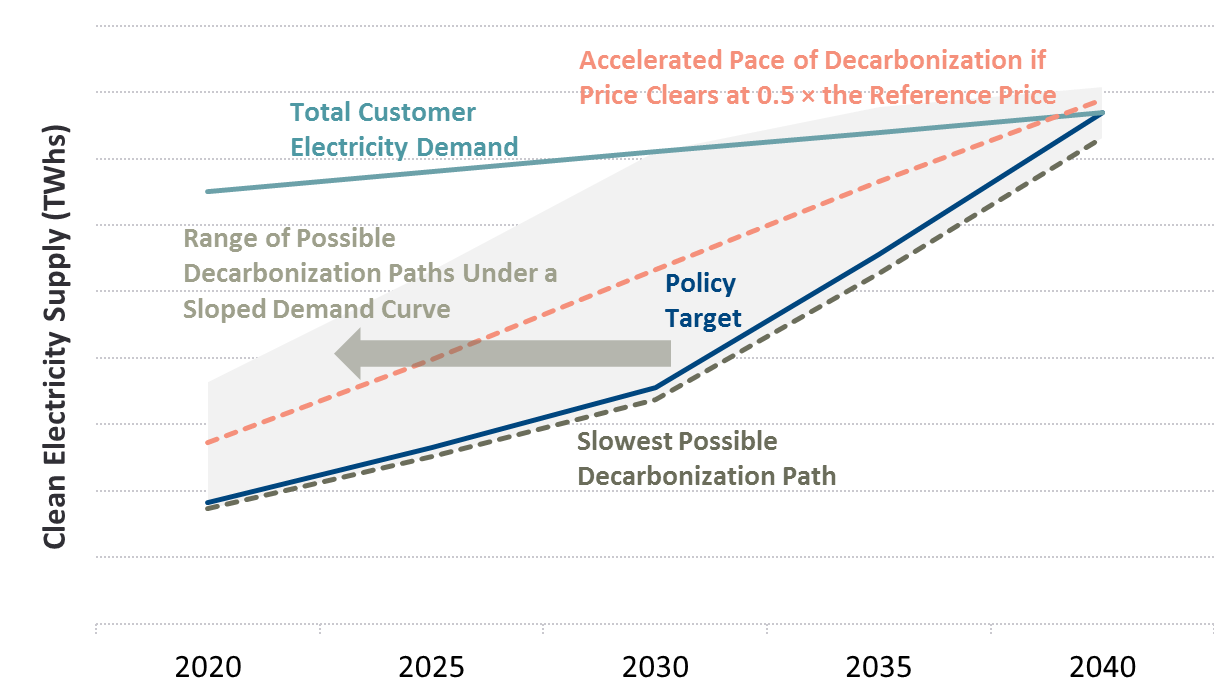 Accelerated Pace of Decarbonization if
Price Clears at 0.5 × the Reference Price
Total Customer
Electricity Demand
Range of Possible
Decarbonization Paths Under a
Sloped Demand Curve
Policy
Target
Slowest Possible
Decarbonization Path
Clean Electricity Supply (TWhs)
2020
2025
2030
2035
2040